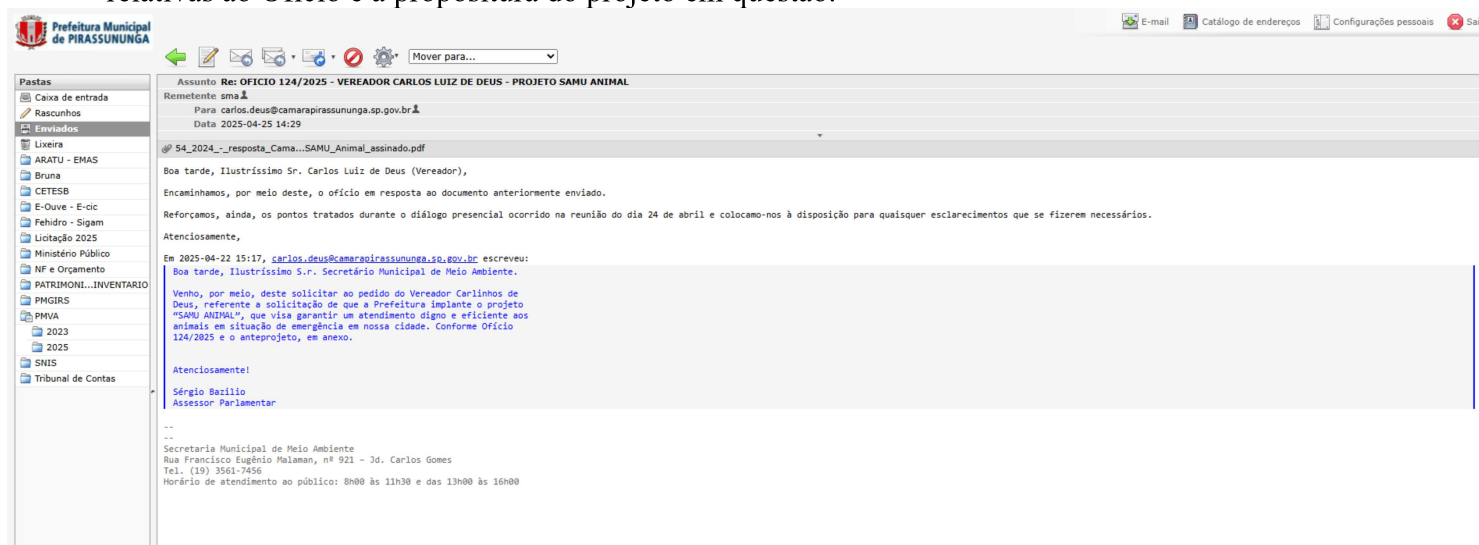 relativas ao Ofício e a propositura do projeto em questão.
Prefeitura Municipal
de PIRASSUNUNGA
E-mail Catálogo de endereços Configurações pessoais Sai
Mover para...
Pastas
Caixa de entrada
Rascunhos
Enviados
Lixeira
ARATU - EMAS
Bruna
CETESB
E-Ouve - E-cic
Fehidro - Sigam
Licitação 2025
Ministério Público
NF e Orçamento
PATRIMONI...INVENTARIO
PMGIRS
PMVA
2023
2025
SNIS
Tribunal de Contas
Assunto Re: OFICIO 124/2025 - VEREADOR CARLOS LUIZ DE DEUS - PROJETO SAMU ANIMAL
Remetente sma
Para carlos.deus@camarapirassununga.sp.gov.br
Data 2025-04-25 14:29
54_2024_-_resposta_Cama...SAMU_Animal_assinado.pdf
Boa tarde, Ilustríssimo Sr. Carlos Luiz de Deus (Vereador),
Encaminhamos, por meio deste, o ofício em resposta ao documento anteriormente enviado.
Reforçamos, ainda, os pontos tratados durante o diálogo presencial ocorrido na reunião do dia 24 de abril e colocamo-nos à disposição para quaisquer esclarecimentos que se fizerem necessários.
Atenciosamente,
Em 2025-04-22 15:17, carlos.deus@camarapirassununga.sp.gov.br escreveu:
Boa tarde, Ilustríssimo S.r. Secretário Municipal de Meio Ambiente.
Venho, por meio, deste solicitar ao pedido do Vereador Carlinhos de
Deus, referente a solicitação de que a Prefeitura implante o projeto
“SAMU ANIMAL”, que visa garantir um atendimento digno e eficiente aos
animais em situação de emergência em nossa cidade. Conforme Ofício
124/2025 e o anteprojeto, em anexo.
Atenciosamente!
Sérgio Bazilio
Assessor Parlamentar
--
--
Secretaria Municipal de Meio Ambiente
Rua Francisco Eugênio Malaman, nº 921 – Jd. Carlos Gomes
Tel. (19) 3561-7456
Horário de atendimento ao público: 8h00 às 11h30 e das 13h00 às 16h00